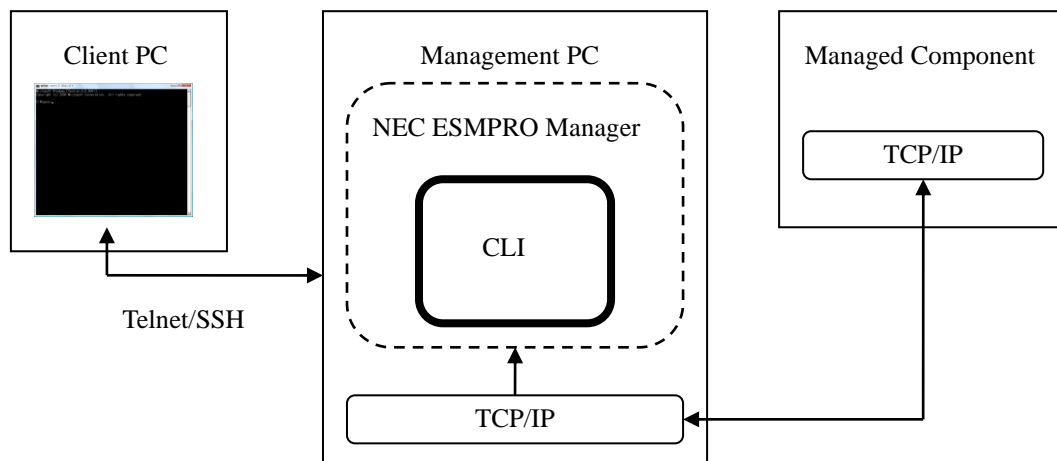 Client PC
Management PC
Managed Component
NEC ESMPRO Manager
TCP/IP
CLI
Telnet/SSH
TCP/IP